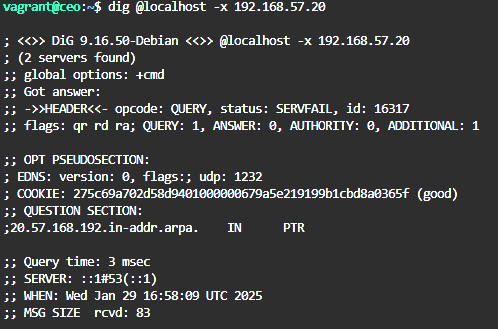 vagrant@ceo:~$ dig @localhost -x 192.168.57.20

; <<>> DiG 9.16.50-Debian <<>> @localhost -x 192.168.57.20
; (2 servers found)
;; global options: +cmd
;; Got answer:
;; ->>HEADER<<- opcode: QUERY, status: SERVFAIL, id: 16317
;; flags: qr rd ra; QUERY: 1, ANSWER: 0, AUTHORITY: 0, ADDITIONAL: 1

;; OPT PSEUDOSECTION:
; EDNS: version: 0, flags:; udp: 1232
; COOKIE: 275c69a702d58d9401000000679a5e219199b1cbd8a0365f (good)
;; QUESTION SECTION:
;20.57.168.192.in-addr.arpa.    IN      PTR

;; Query time: 3 msec
;; SERVER: ::1#53(::1)
;; WHEN: Wed Jan 29 16:58:09 UTC 2025
;; MSG SIZE  rcvd: 83